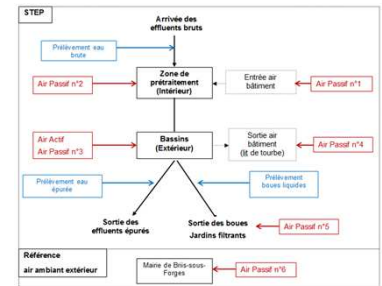 STEP
Arrivée des
effluents bruts
Prélèvement eau
brute
Zone de
prétraitement
(Intérieur)
Entrée air
bâtiment
Air Passif n°2
Air Passif n°1
Air Actif
Air Passif n°3
Bassins
(Extérieur)
Sortie air
bâtiment
(lit de tourbe)
Air Passif n°4
Prélèvement eau
épurée
Prélèvement
boues liquides
Sortie des
effluents épurés
Sortie des boues
Jardins filtrants
Air Passif n°5
Référence
air ambiant extérieur
Mairie de Briis-sous-
Forges
Air Passif n°6